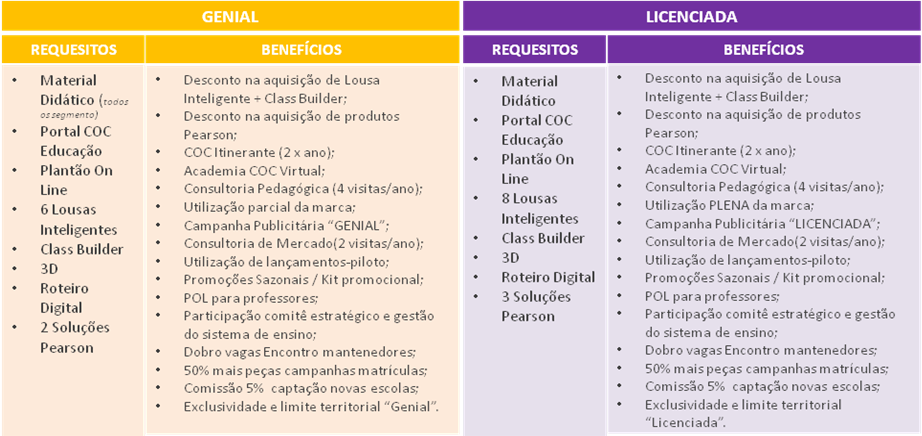 GENIAL
REQUESITOS
BENEFÍCIOS
• Material
Didático (todos
os segmento)
• Portal COC
Educação
• Plantão On
Line
• 6 Lousas
Inteligentes
• Class Builder
• 3D
• Roteiro
Digital
• 2 Soluções
Pearson
• Desconto na aquisição de Lousa
Inteligente + Class Builder;
• Desconto na aquisição de produtos
Pearson;
• COC Itinerante (2 x ano);
• Academia COC Virtual;
• Consultoria Pedagógica (4 visitas/ano);
• Utilização parcial da marca;
• Campanha Publicitária “GENIAL”;
• Consultoria de Mercado(2 visitas/ano);
• Utilização de lançamentos-piloto;
• Promoções Sazonais / Kit promocional;
• POL para professores;
• Participação comitê estratégico e gestão
do sistema de ensino;
• Dobro vagas Encontro mantenedores;
• 50% mais peças campanhas matrículas;
• Comissão 5% captação novas escolas;
• Exclusividade e limite territorial “Genial”.
LICENCIADA
REQUESITOS
BENEFÍCIOS
• Material
Didático
• Portal COC
Educação
• Plantão On
Line
• 8 Lousas
Inteligentes
• Class Builder
• 3D
• Roteiro Digital
• 3 Soluções
Pearson
• Desconto na aquisição de Lousa
Inteligente + Class Builder;
• Desconto na aquisição de produtos
Pearson;
• COC Itinerante (2 x ano);
• Academia COC Virtual;
• Consultoria Pedagógica (4 visitas/ano);
• Utilização PLENA da marca;
• Campanha Publicitária “LICENCIADA”;
• Consultora de Mercado(2 visitas/ano);
• Utilização de lançamentos-piloto;
• Promoções Sazonais / Kit promocional;
• POL para professores;
• Participação comitê estratégico e gestão
do sistema de ensino;
• Dobro vagas Encontro mantenedores;
• 50% mais peças campanhas matrículas;
• Comissão 5% captação novas escolas;
• Exclusividade e limite territorial
“Licenciada”.